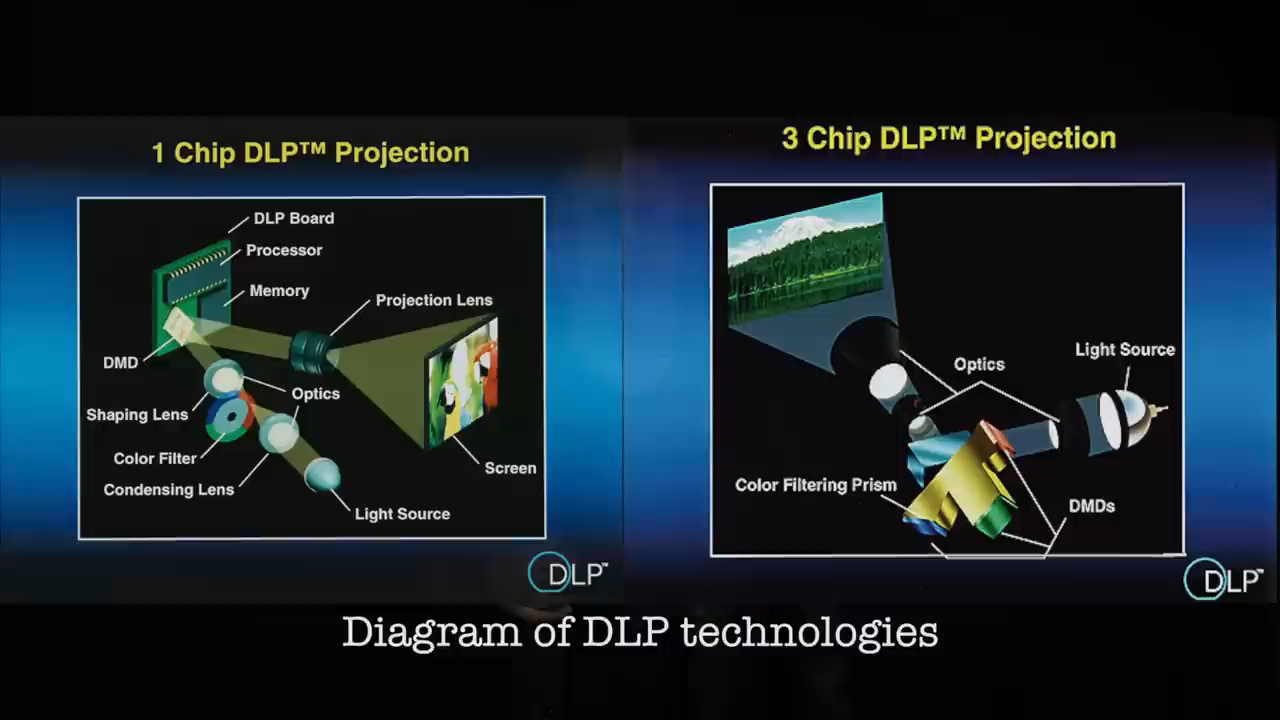 1 Chip DLP™ Projection
DLP Board
Processor
Memory
Projection Lens
DMD
Optics
Shaping Lens
Color Filter
Condensing Lens
Screen
Light Source
DLP™
3 Chip DLP™ Projection
Light Source
Optics
Color Filtering Prism
DMDs
DLP™
Diagram of DLP technologies